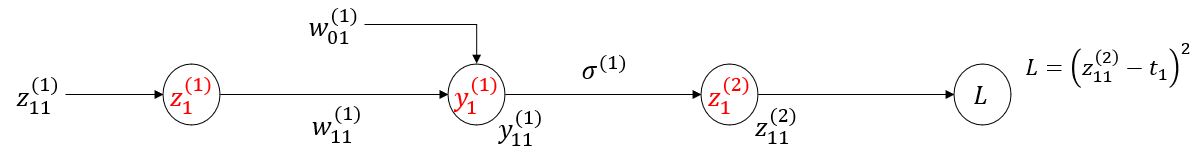 w_{01}^{(1)}
z_{11}^{(1)}
z_1^{(1)}
w_{11}^{(1)}
y_1^{(1)}
y_{11}^{(1)}
σ^{(1)}
z_1^{(2)}
z_{11}^{(2)}
L
L = (z_{11}^{(2)} − t_1)^2